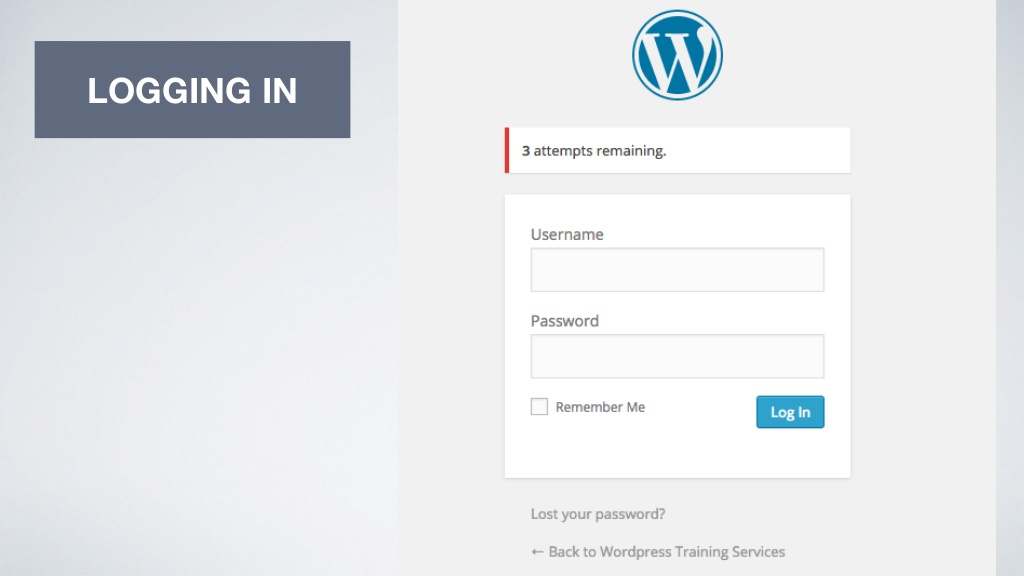 LOGGING IN
3 attempts remaining.
Username
Password
Remember Me
Log In
Lost your password?
← Back to Wordpress Training Services